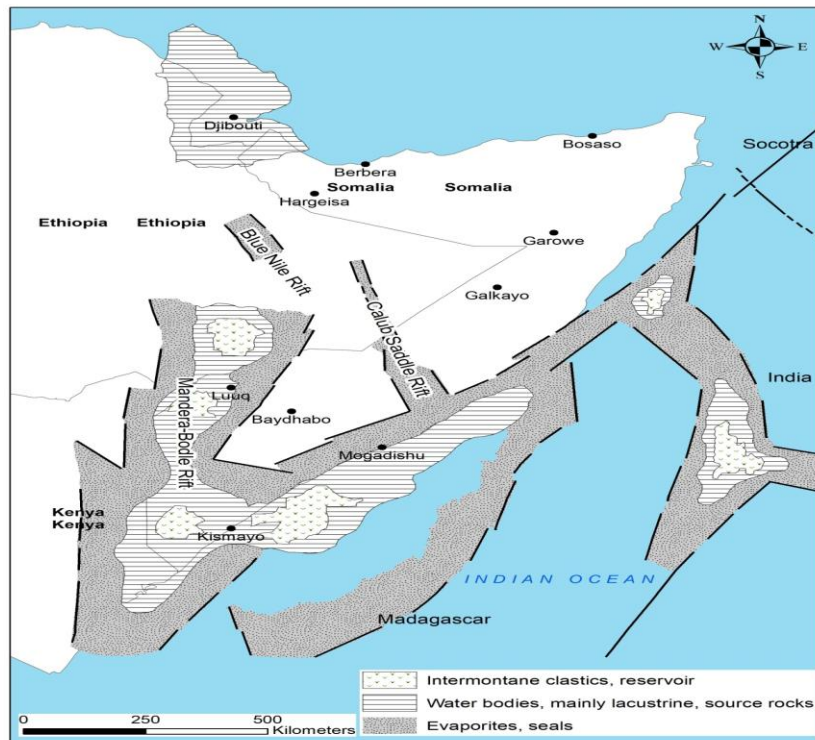 N
W E
S
Djibouti
Bosaso
Socotra
Berbera
Somalia Somalia
Hargeisa
Ethiopia Ethiopia
Garowe
Blue Nile Rift
Galkayo
Calub Saddle Rift
India
Luuq
Mandera-Bodle Rift
Baydhabo
Mogadishu
Kenya
Kenya
Kismayo
INDIAN OCEAN
Madagascar
Intermontane clastics, reservoir
Water bodies, mainly lacustrine, source rocks
Evaporites, seals
0 250 500
Kilometers